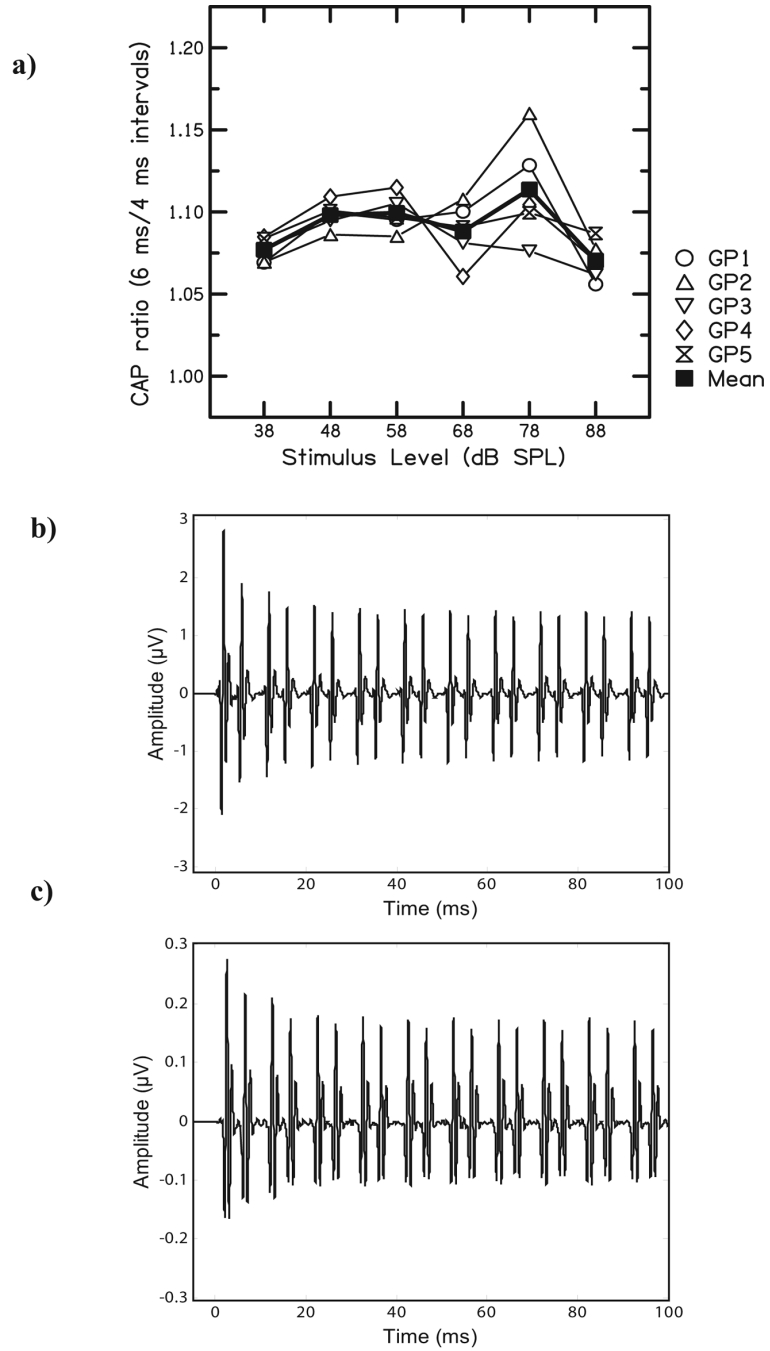 a)
CAP ratio (6 ms/4 ms intervals)
1.20
1.15
1.10
1.05
1.00
38 48 58 68 78 88
Stimulus Level (dB SPL)
GP1
GP2
GP3
GP4
GP5
Mean
b)
Amplitude (μV)
3
2
1
0
-1
-2
-3
0 20 40 60 80 100
Time (ms)
c)
Amplitude (μV)
0.3
0.2
0.1
0
-0.1
-0.2
-0.3
0 20 40 60 80 100
Time (ms)